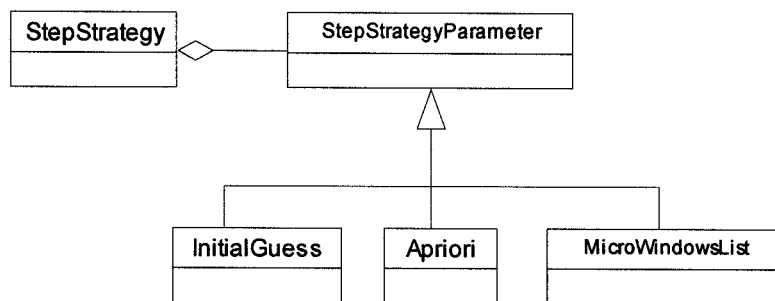 StepStrategy
StepStrategyParameter
InitialGuess
Apriori
MicroWindowsList